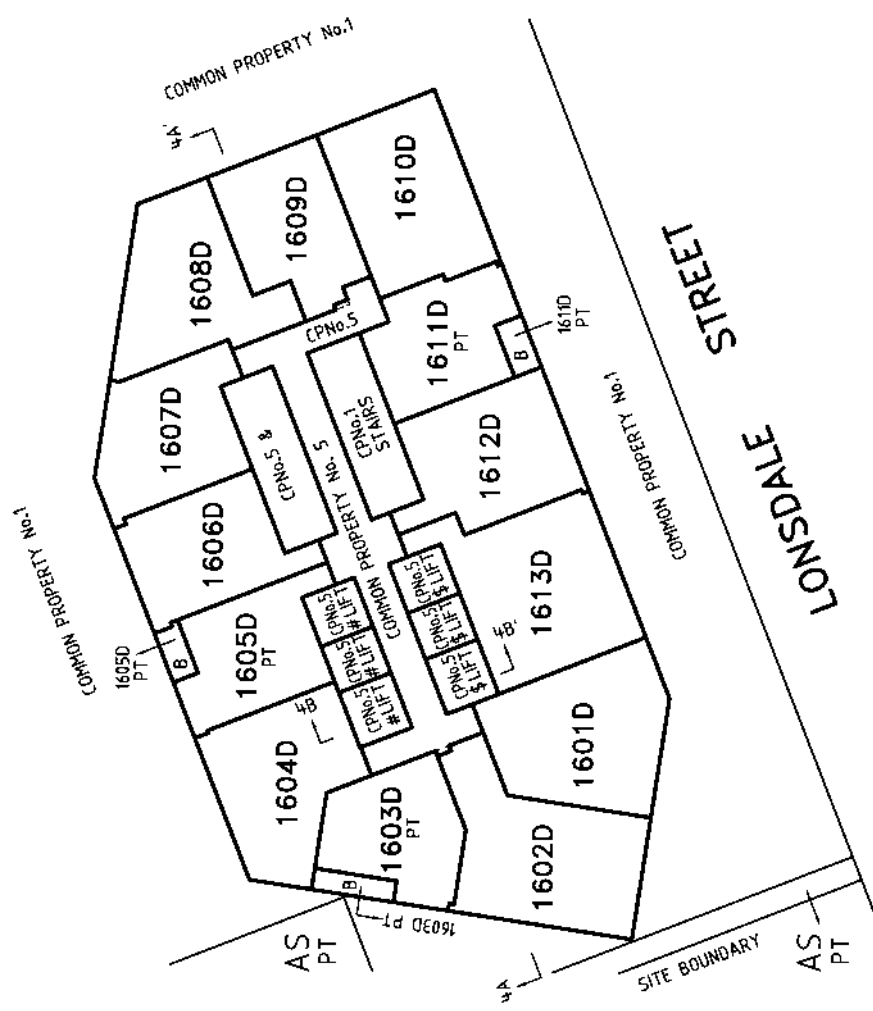 COMMON PROPERTY No.1
4A'
1610D
1609D
1608D
CPNo.5
1611D
PT
1611D
PT
B
STREET
1607D
CPNo.5 &
CPNo.1
STAIRS
1612D
COMMON PROPERTY No.1
COMMON PROPERTY No. 5
COMMON PROPERTY No.1
1606D
LONSDALE
1605D
PT
B
1605D
PT
CPNo.5
# LIFT
CPNo.5
# LIFT
CPNo.5
# LIFT
CPNo.5
$ LIFT
CPNo.5
$ LIFT
CPNo.5
$ LIFT
1613D
4B'
4B
1604D
1601D
1603D
PT
B
1603D PT
1602D
AS
PT
4A
SITE BOUNDARY
AS
PT